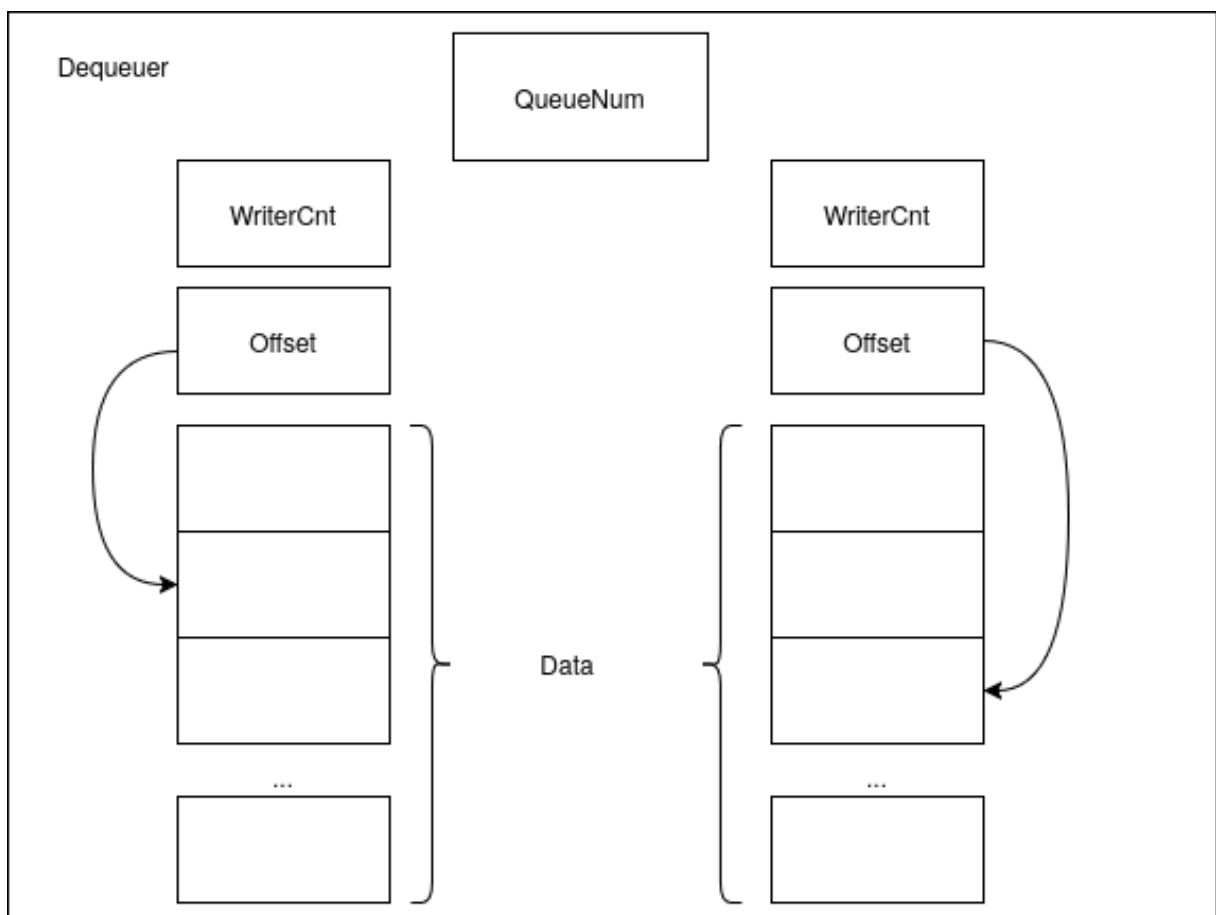 Dequeuer
QueueNum
WriterCnt
WriterCnt
Offset
Offset
Data
...
...